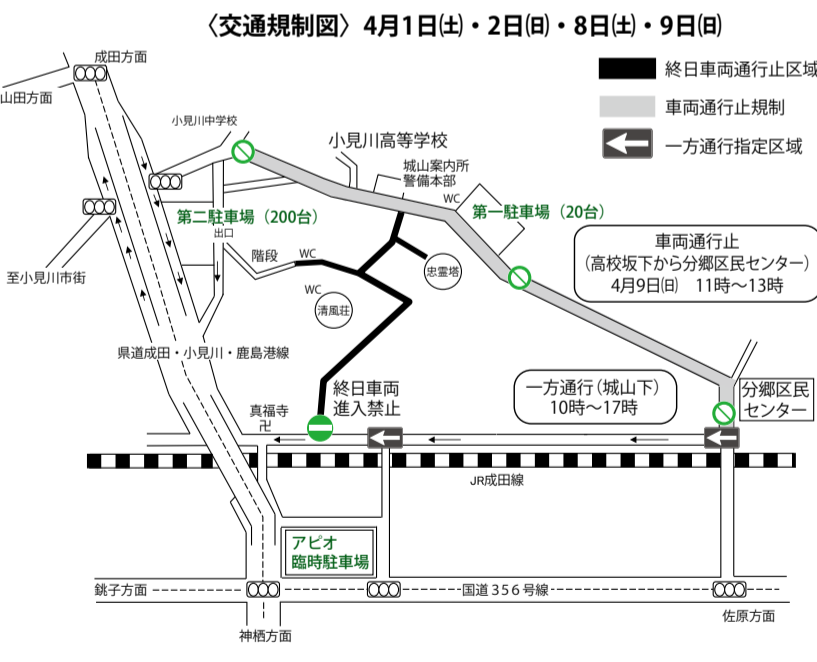 〈交通規制図〉4月1日㈯・2日㈰・8日㈯・9日㈰
終日車両通行止区域
車両通行止規制
一方通行指定区域
成田方面
山田方面
小見川中学校
小見川高等学校
城山案内所
警備本部
WC
第一駐車場（20台）
第二駐車場（200台）
出口
階段
WC
忠霊塔
WC
清風荘
至小見川市街
車両通行止
（高校坂下から分郷区民センター）
4月9日㈰　11時〜13時
県道成田・小見川・鹿島港線
終日車両
進入禁止
一方通行（城山下）
10時〜17時
分郷区民
センター
真福寺
卍
JR成田線
アピオ
臨時駐車場
銚子方面
国道３５６号線
佐原方面
神栖方面